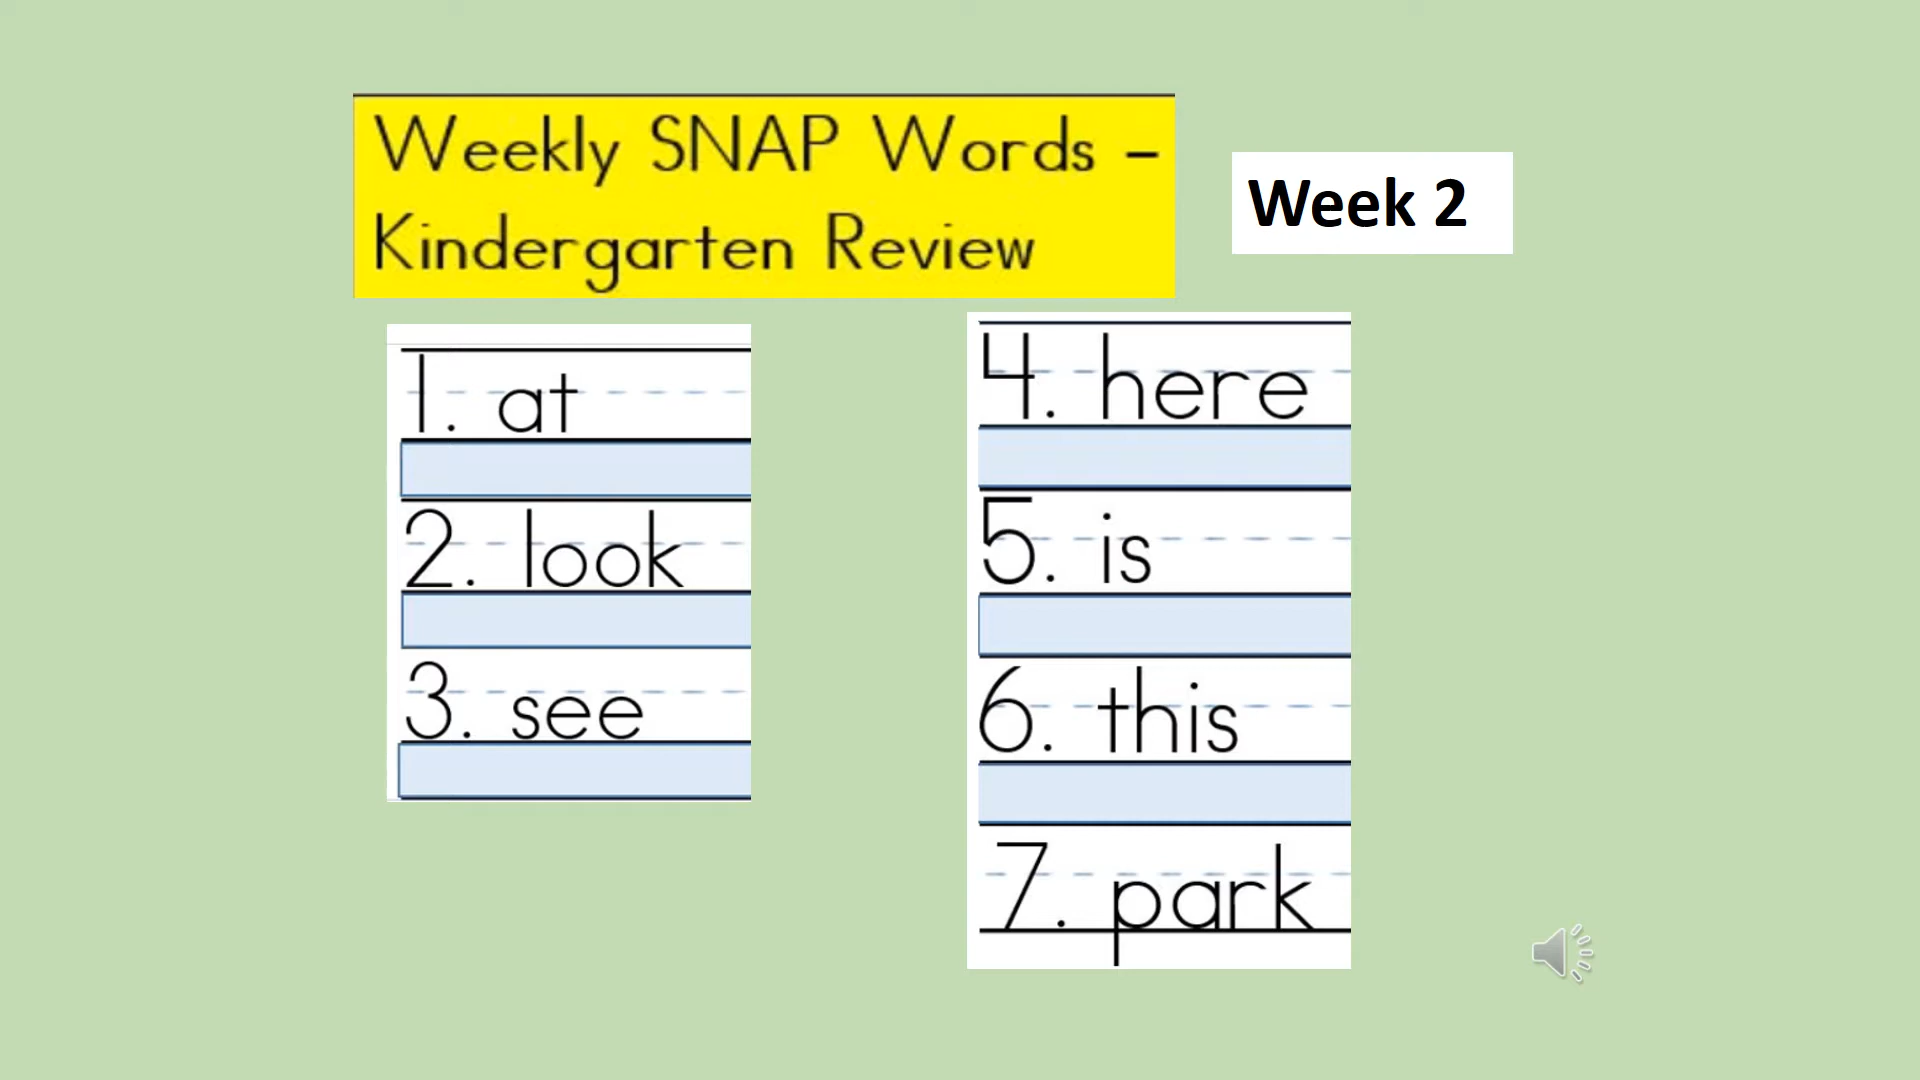 Weekly SNAP Words –
Kindergarten Review
Week 2
1. at
2. look
3. see
4. here
5. is
6. this
7. park